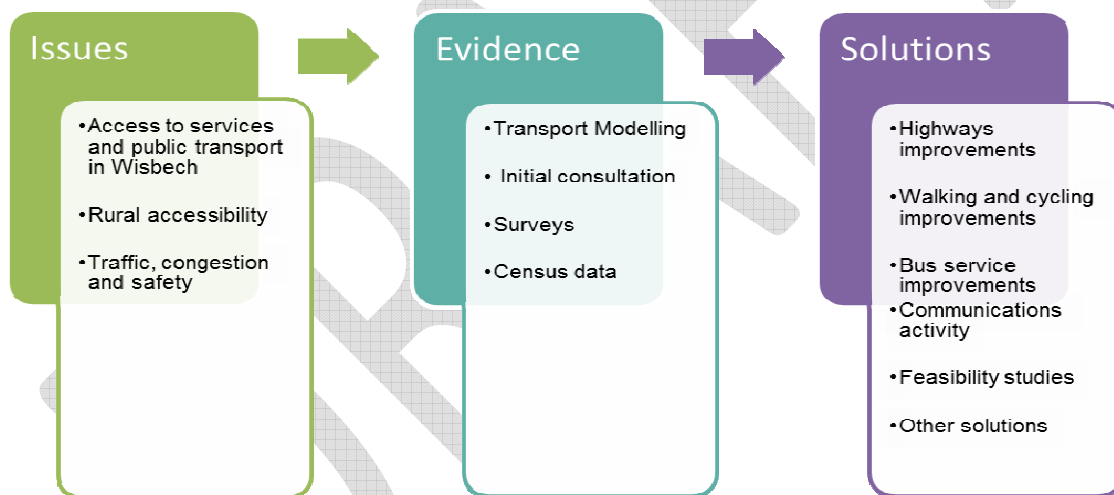 Issues
•Access to services
and public transport
in Wisbech
•Rural accessibility
•Traffic, congestion
and safety
Evidence
•Transport Modelling
• Initial consultation
•Surveys
•Census data
Solutions
•Highways
improvements
•Walking and cycling
improvements
•Bus service
improvements
•Communications
activity
•Feasibility studies
•Other solutions